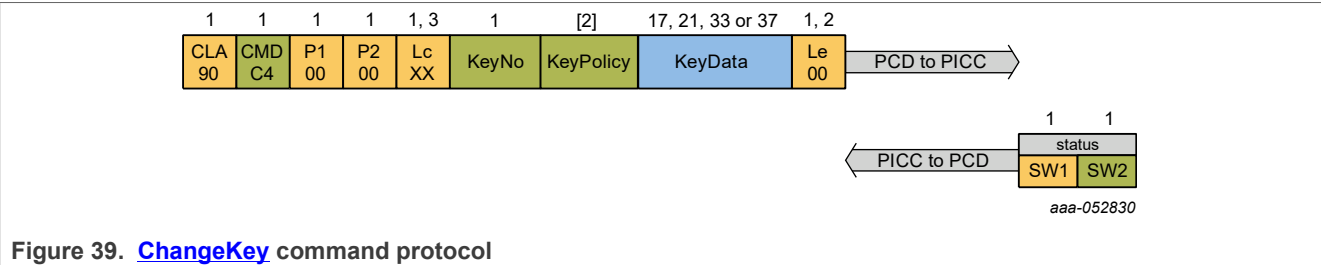 1 1 1 1 1, 3 1 [2] 17, 21, 33 or 37 1, 2
CLA CMD P1 P2 Lc KeyNo KeyPolicy KeyData Le PCD to PICC
90 C4 00 00 XX 00
1 1
status
PICC to PCD SW1 SW2
aaa-052830
Figure 39. ChangeKey command protocol